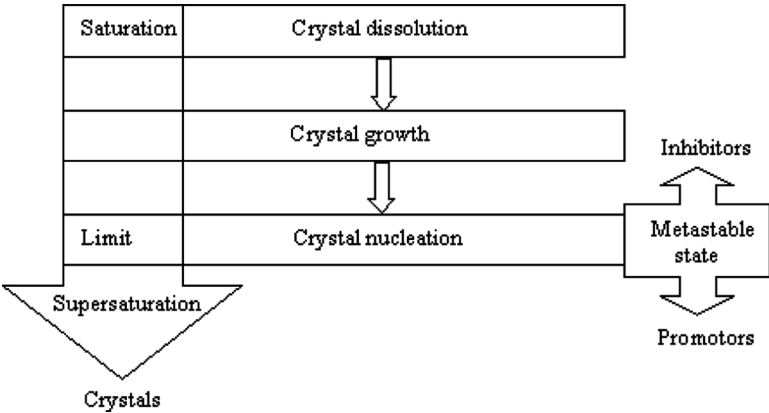 Saturation
Crystal dissolution
Crystal growth
Inhibitors
Limit
Crystal nucleation
Metastable
state
Supersaturation
Promotors
Crystals